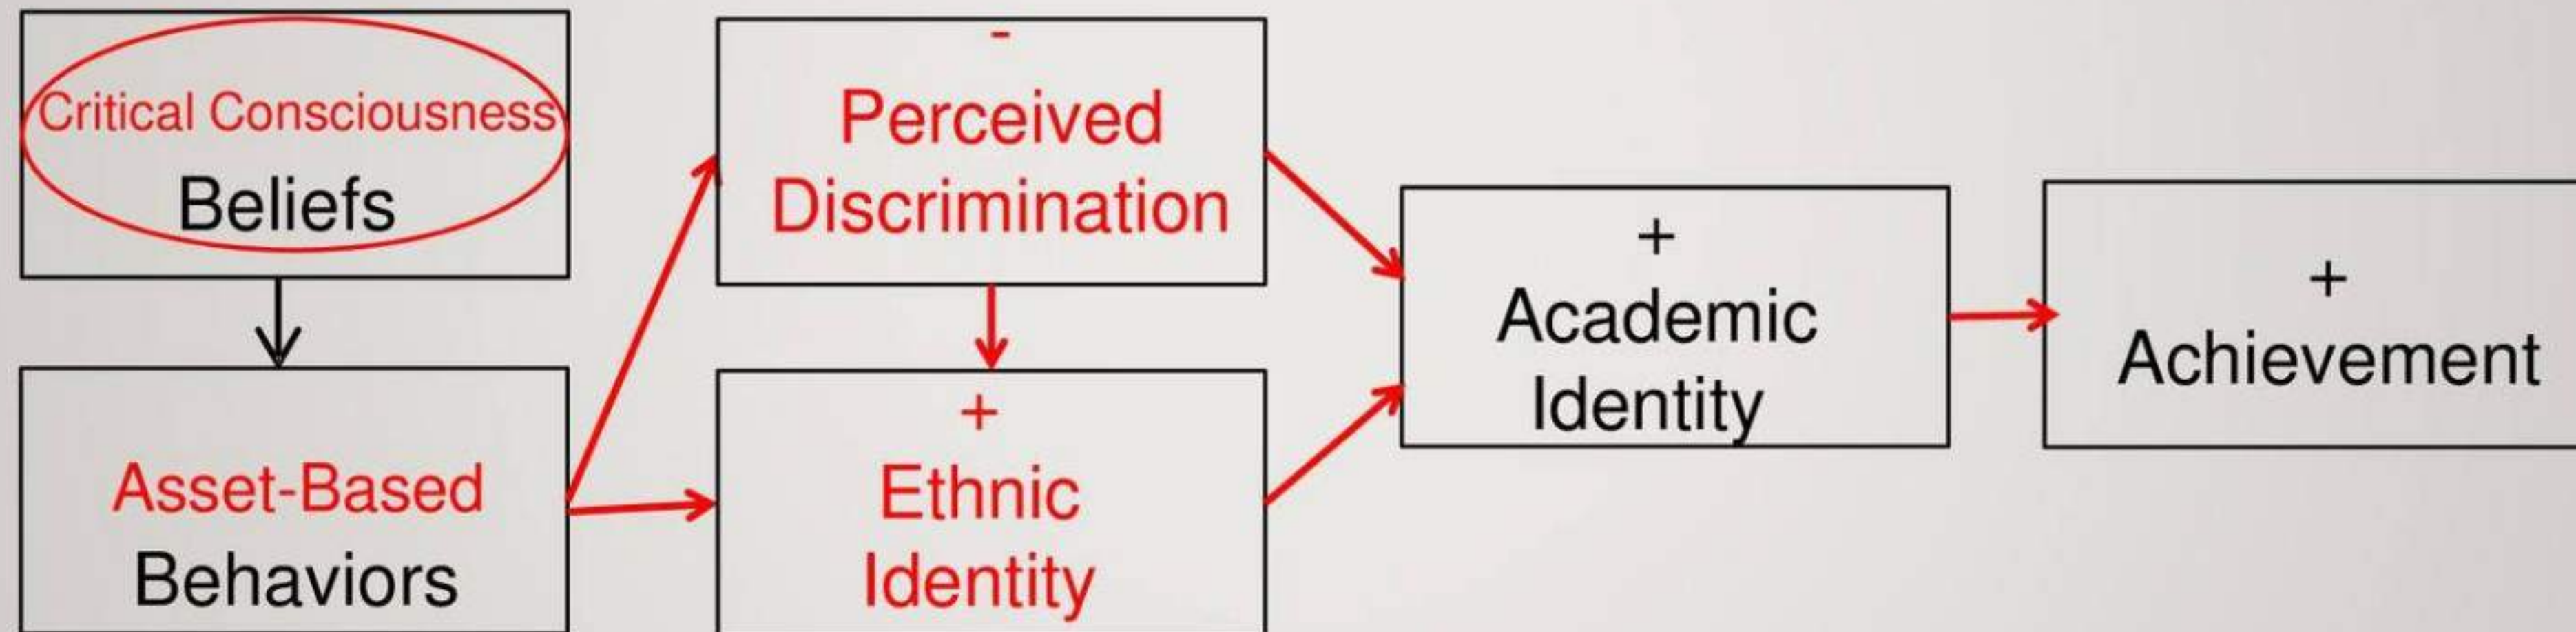 Critical Consciousness
Beliefs
Asset-Based
Behaviors
-
Perceived
Discrimination
+
Ethnic
Identity
+
Academic
Identity
+
Achievement